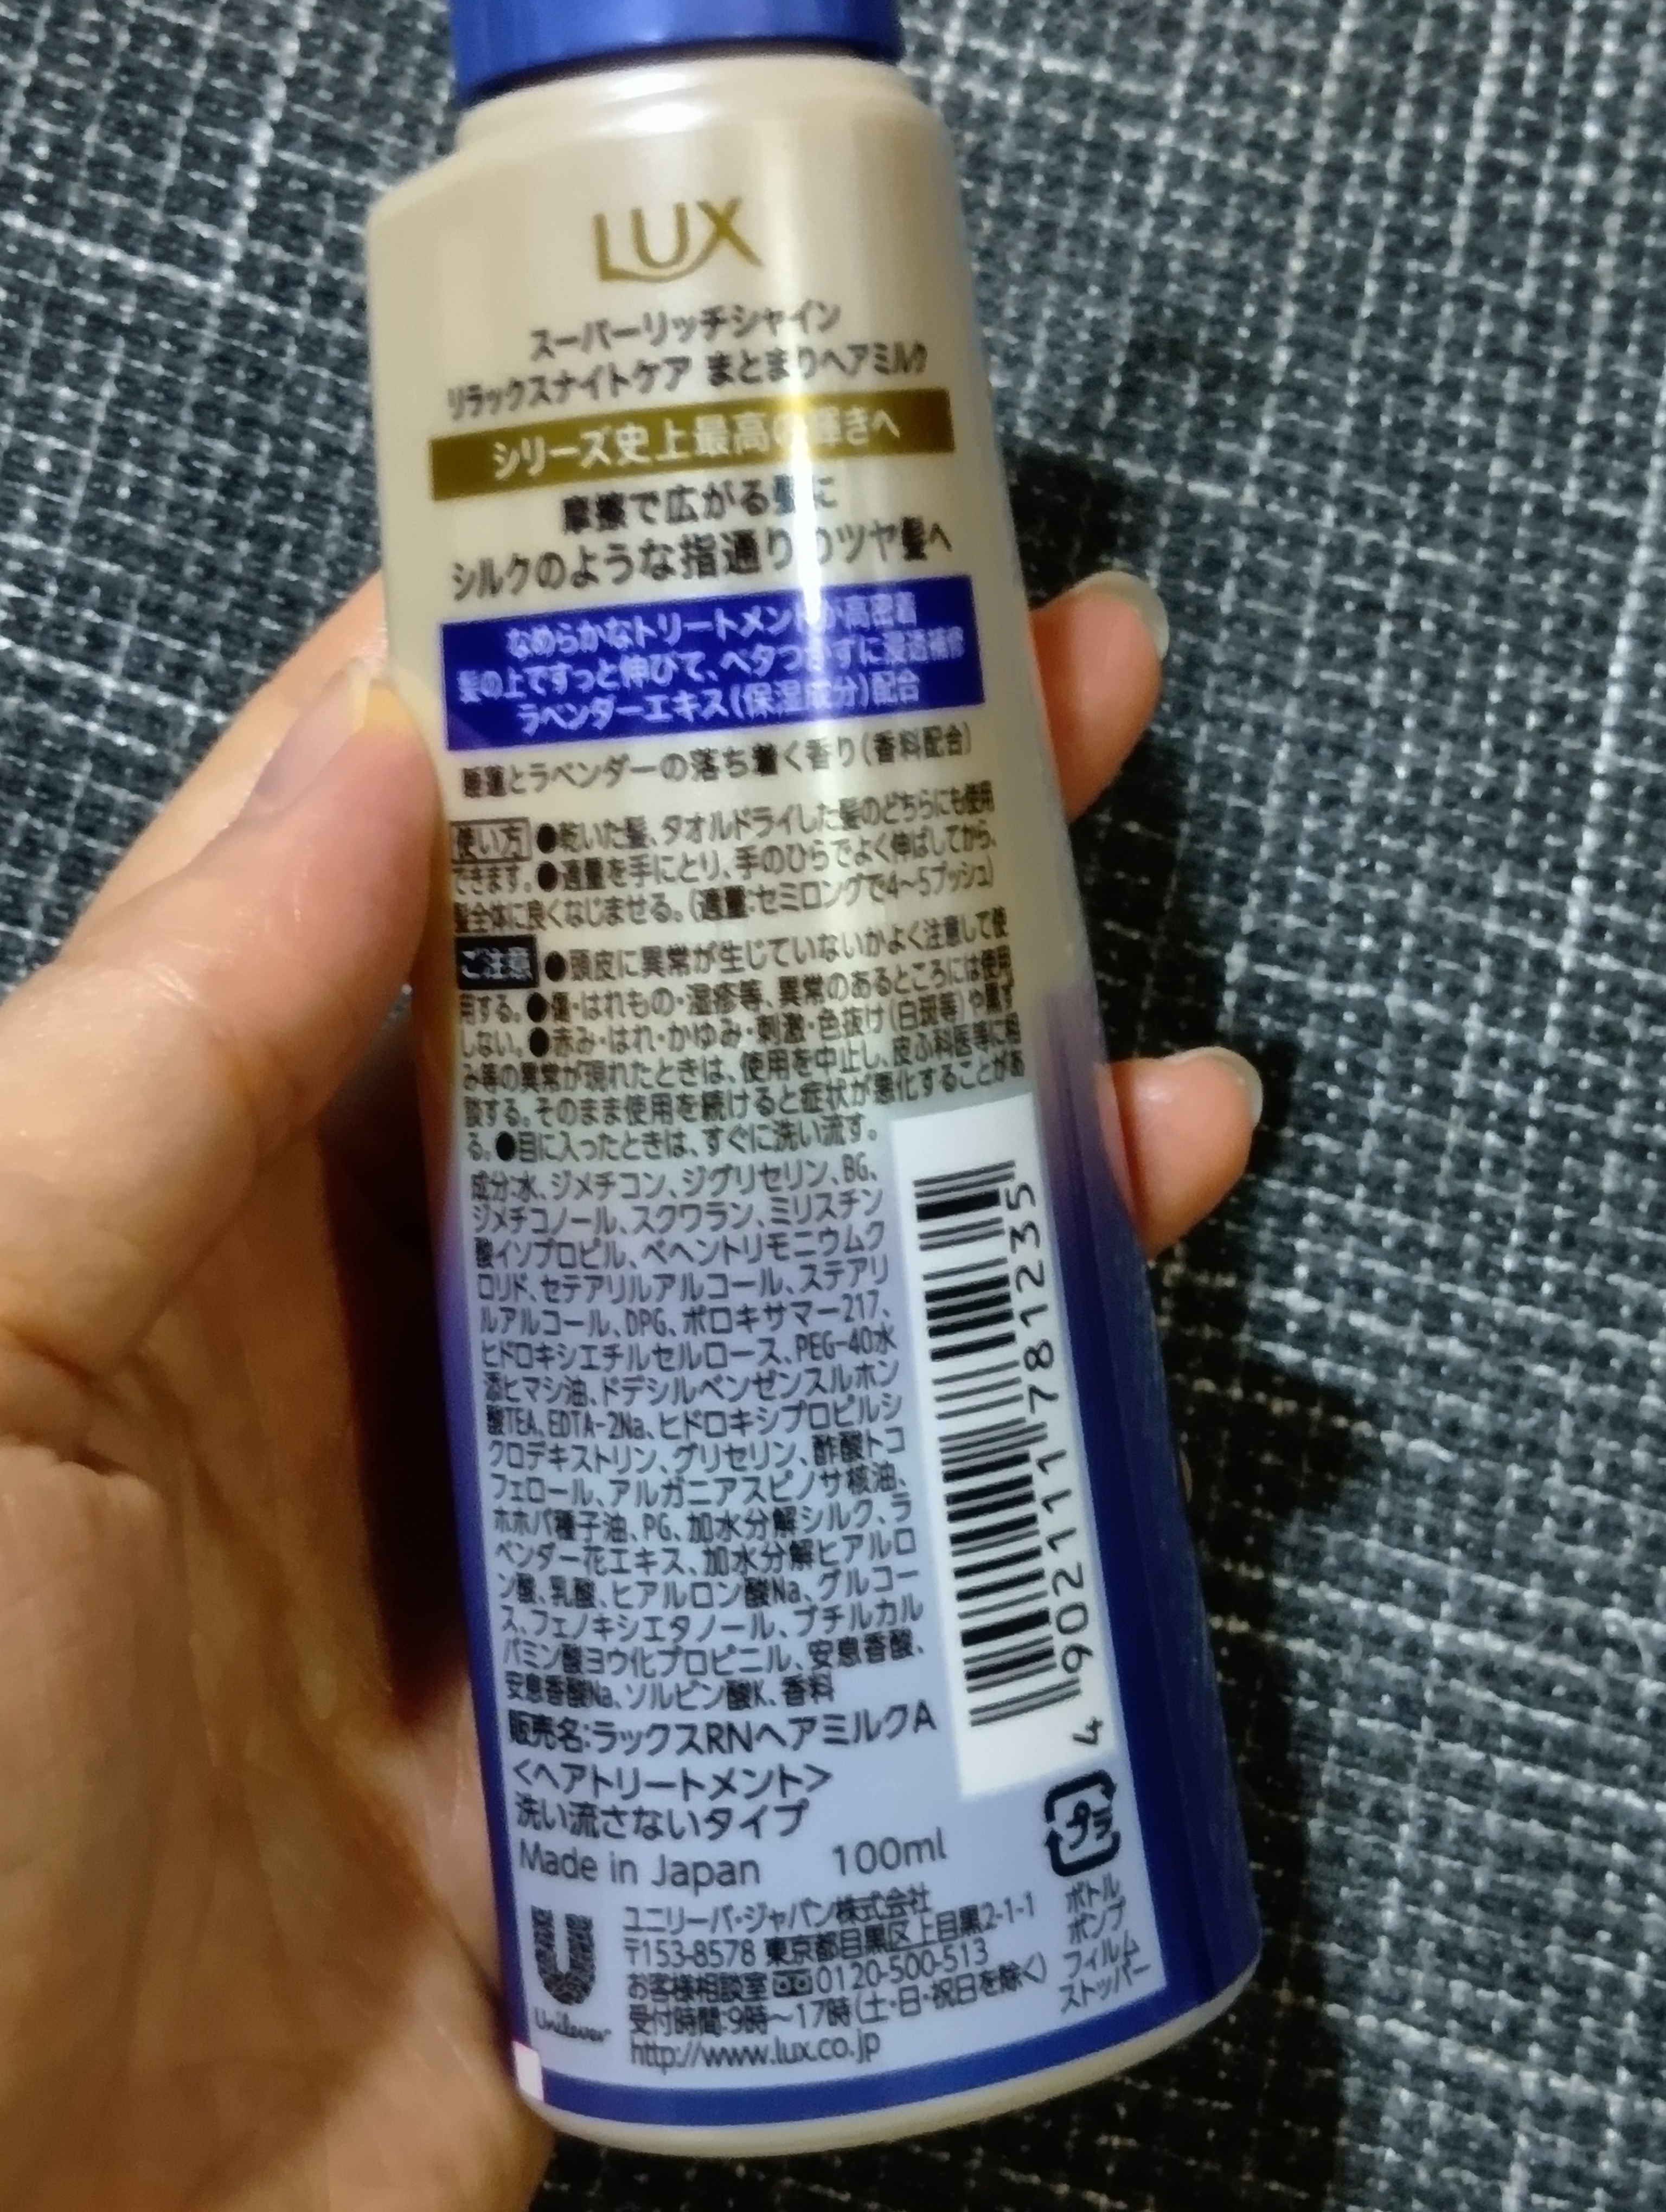 LUX
スーパーリッチシャイン
リラックスナイトケア まとまりヘアミルク
シリーズ史上最高の輝きへ
摩擦で広がる髪に
シルクのような指通りのツヤ髪へ
なめらかなトリートメントが高密着
髪の上ですっと伸びて、ベタつかずに浸透補修
ラベンダーエキス(保湿成分)配合
睡蓮とラベンダーの落ち着く香り(香料配合)
使い方 ●乾いた髪、タオルドライした髪のどちらにも使用
できます。●適量を手にとり、手のひらでよく伸ばしてから、
髪全体に良くなじませる。(適量:セミロングで4~5プッシュ)
ご注意 ●頭皮に異常が生じていないかよく注意して使
用する。●傷・はれもの・湿疹等、異常のあるところには使用
しない。●赤み・はれ・かゆみ・刺激・色抜け(白斑等)や黒ず
み等の異常が現れたときは、使用を中止し、皮ふ科医等に相
談する。そのまま使用を続けると症状が悪化することがあ
る。●目に入ったときは、すぐに洗い流す。
成分:水、ジメチコン、ジグリセリン、BG、
ジメチコノール、スクワラン、ミリスチン
酸イソプロピル、ベヘントリモニウムク
ロリド、セテアリルアルコール、ステアリ
ルアルコール、DPG、ポロキサマー217、
ヒドロキシエチルセルロース、PEG-40水
添ヒマシ油、ドデシルベンゼンスルホン
酸TEA、EDTA-2Na、ヒドロキシプロピルシ
クロデキストリン、グリセリン、酢酸トコ
フェロール、アルガニアスピノサ核油、
ホホバ種子油、PG、加水分解シルク、ラ
ベンダー花エキス、加水分解ヒアルロ
ン酸、乳酸、ヒアルロン酸Na、グルコー
ス、フェノキシエタノール、ブチルカル
バミン酸ヨウ化プロピニル、安息香酸、
安息香酸Na、ソルビン酸K、香料
販売名:ラックスRNヘアミルクA
<ヘアトリートメント>
洗い流さないタイプ
Made in Japan 100ml
4902111781235
プラ
ボトル
ポンプ
フィルム
ストッパー
Unilever
ユニリーバ・ジャパン株式会社
〒153-8578 東京都目黒区上目黒2-1-1
お客様相談室 0120-500-513
受付時間:9時~17時(土・日・祝日を除く)
http://www.lux.co.jp